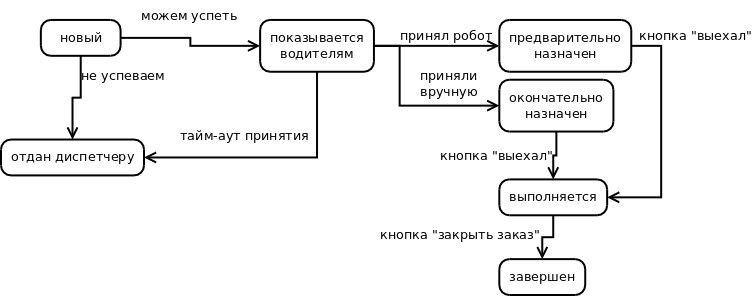 можем успеть
новый
показывается
водителям
принял робот
предварительно
назначен
кнопка "выехал"
не успеваем
приняли
вручную
окончательно
назначен
тайм-аут принятия
отдан диспетчеру
кнопка "выехал"
выполняется
кнопка "закрыть заказ"
завершен